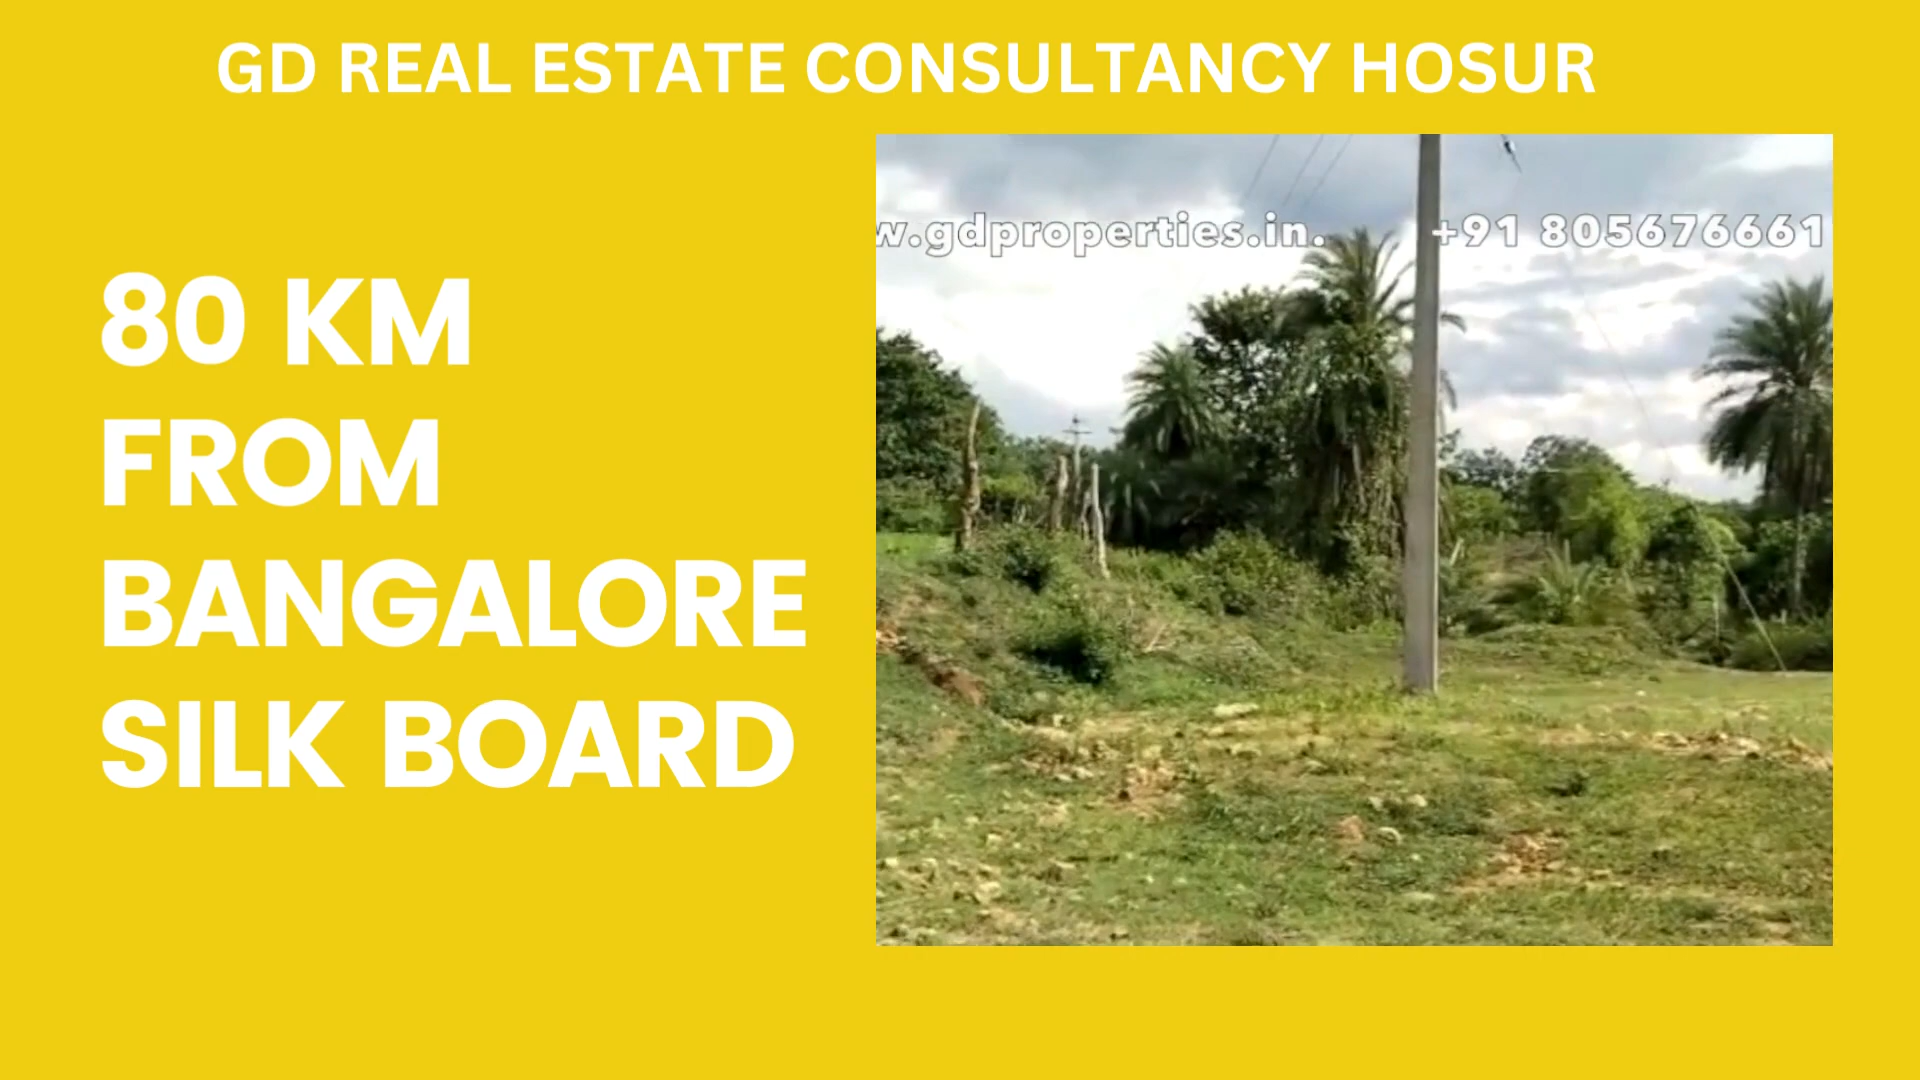 GD REAL ESTATE CONSULTANCY HOSUR
80 KM
FROM
BANGALORE
SILK BOARD
w.gdproperties.in. +91 805676661